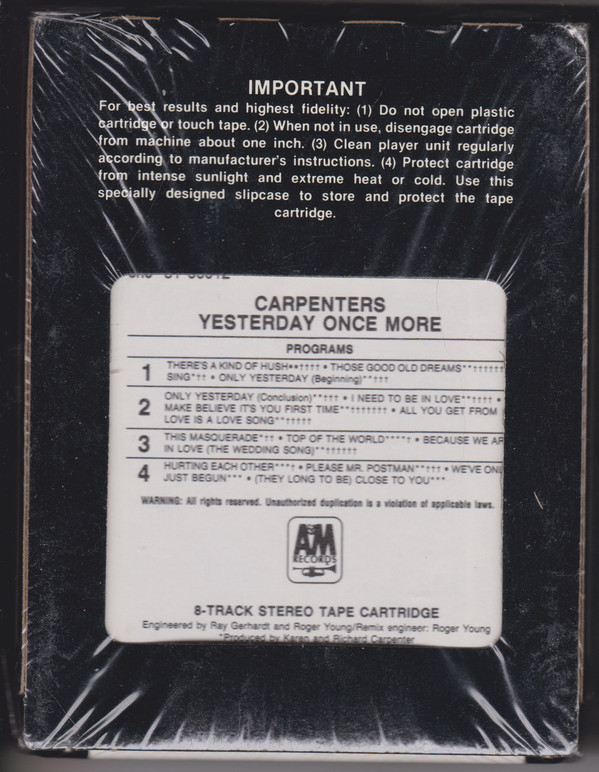 IMPORTANT
For best results and highest fidelity: (1) Do not open plastic
cartridge or touch tape. (2) When not in use, disengage cartridge
from machine about one inch. (3) Clean player unit regularly
according to manufacturer's instructions. (4) Protect cartridge
from intense sunlight and extreme heat or cold. Use this
specially designed slipcase to store and protect the tape
cartridge.
CARPENTERS
YESTERDAY ONCE MORE
PROGRAMS
1 THERE'S A KIND OF HUSH**†††† • THOSE GOOD OLD DREAMS**††††††
SING*†† • ONLY YESTERDAY (Beginning)**†††
2 ONLY YESTERDAY (Conclusion)**††† • I NEED TO BE IN LOVE**†††† •
MAKE BELIEVE IT'S YOU FIRST TIME**†††††††† • ALL YOU GET FROM
LOVE IS A LOVE SONG**†††††
3 THIS MASQUERADE*†† • TOP OF THE WORLD****† • BECAUSE WE AR
IN LOVE (THE WEDDING SONG)**††††††
4 HURTING EACH OTHER***† • PLEASE MR. POSTMAN**††† • WE'VE ONL
JUST BEGUN*** • (THEY LONG TO BE) CLOSE TO YOU***
WARNING: All rights reserved. Unauthorized duplication is a violation of applicable laws.
A&M
RECORDS
8-TRACK STEREO TAPE CARTRIDGE
Engineered by Ray Gerhardt and Roger Young/Remix engineer: Roger Young
*Produced by Karen and Richard Carpenter